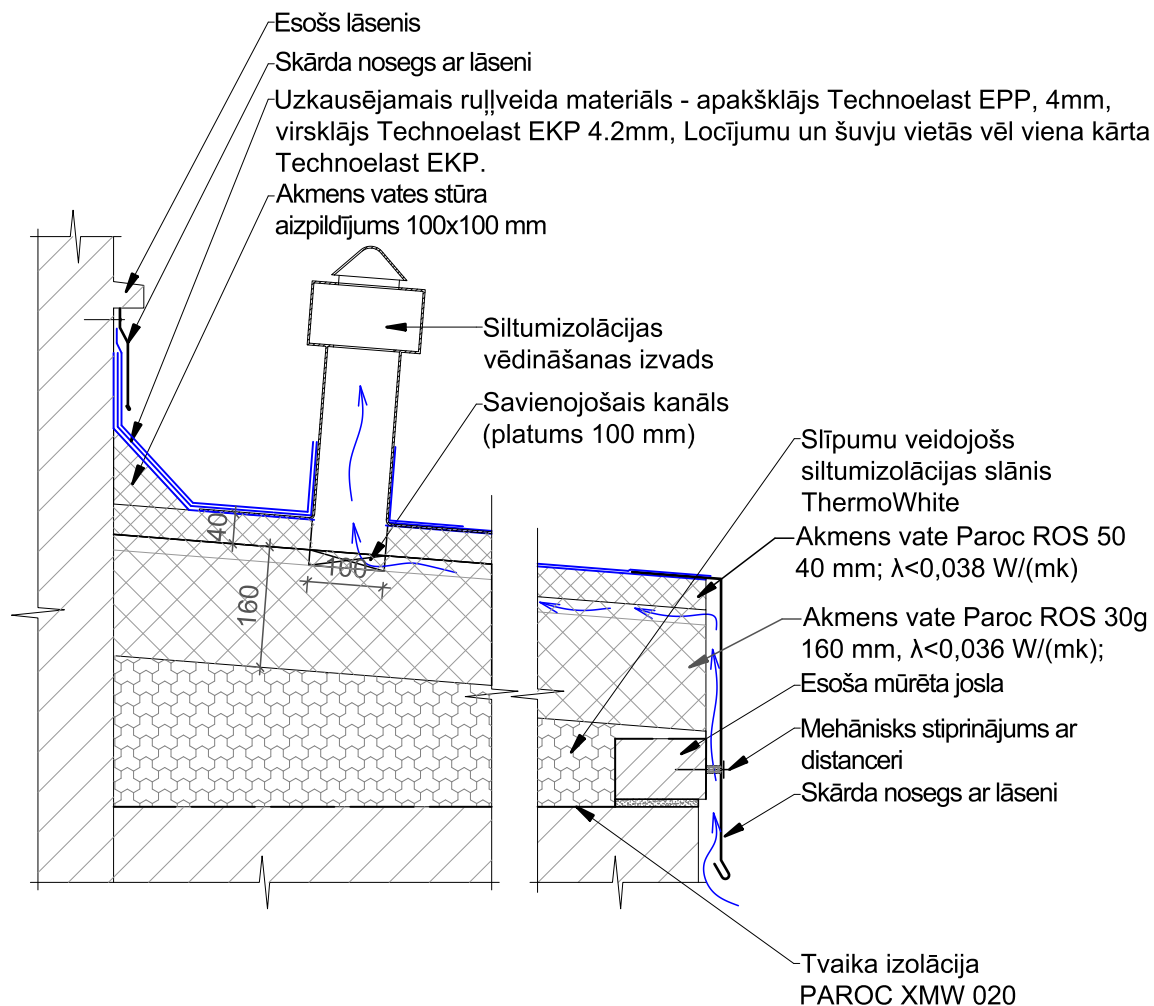 Esošs lāsenis
Skārda nosegs ar lāseni
Uzkausējamais ruļļveida materiāls - apakšklājs Technoelast EPP, 4mm,
virsklājs Technoelast EKP 4.2mm, Locījumu un šuvju vietās vēl viena kārta
Technoelast EKP.
Akmens vates stūra
aizpildījums 100x100 mm
Siltumizolācijas
vēdināšanas izvads
Savienojošais kanāls
(platums 100 mm)
Slīpumu veidojošs
siltumizolācijas slānis
ThermoWhite
Akmens vate Paroc ROS 50
40 mm; λ<0,038 W/(mk)
40
100
160
Akmens vate Paroc ROS 30g
160 mm, λ<0,036 W/(mk);
Esoša mūrēta josla
Mehānisks stiprinājums ar
distanceri
Skārda nosegs ar lāseni
Tvaika izolācija
PAROC XMW 020